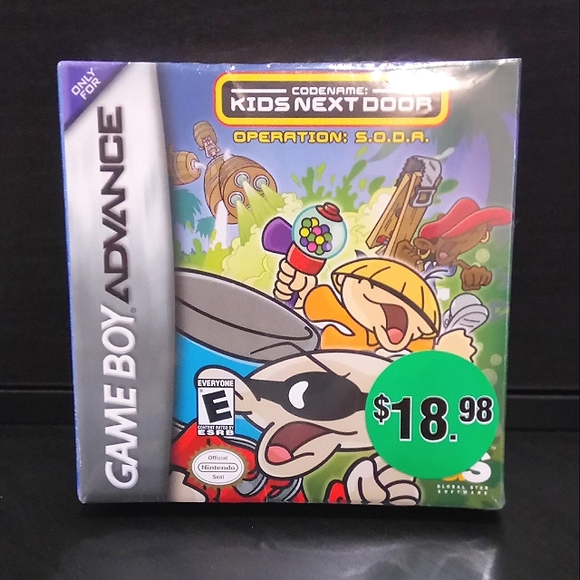 ONLY
FOR
GAME BOY ADVANCE
CODENAME:
KIDS NEXT DOOR
OPERATION: S.O.D.A.
EVERYONE
E
CONTENT RATED BY
ESRB
Official
Nintendo
Seal
$18.98
S
GLOBAL STAR
SOFTWARE